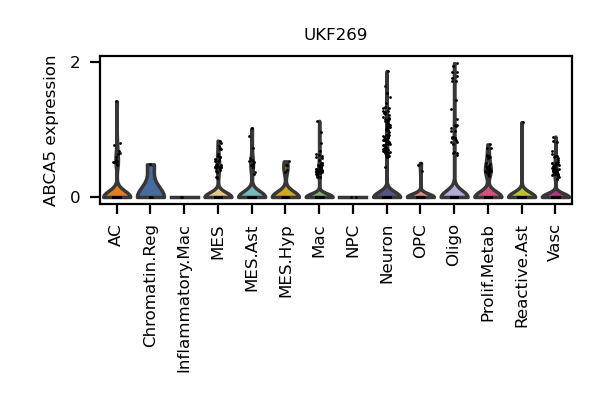 UKF269
ABCA5 expression
2
0
AC
Chromatin.Reg
Inflammatory.Mac
MES
MES.Ast
MES.Hyp
Mac
NPC
Neuron
OPC
Oligo
Prolif.Metab
Reactive.Ast
Vasc